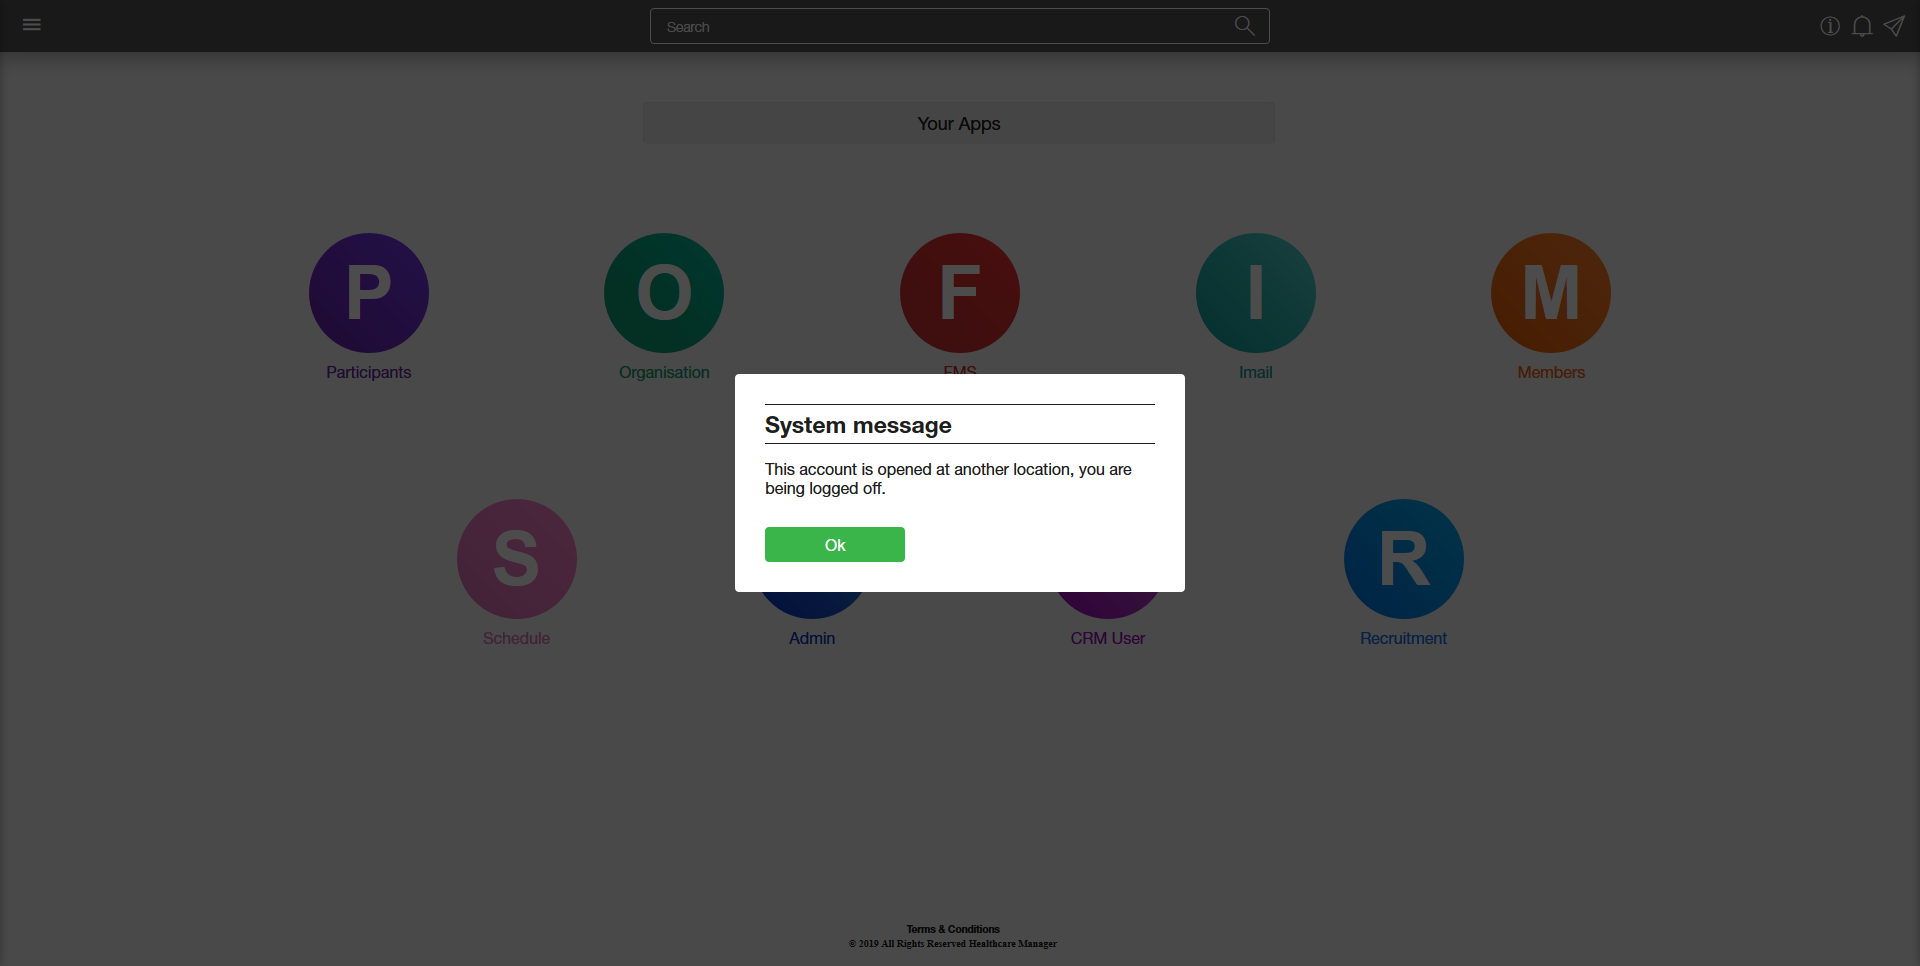 Search
Your Apps
P
O
F
I
M
Participants
Organisation
FMS
Imail
Members
System message
This account is opened at another location, you are
being logged off.
Ok
S
R
Schedule
Admin
CRM User
Recruitment
Terms & Conditions
© 2019 All Rights Reserved Healthcare Manager